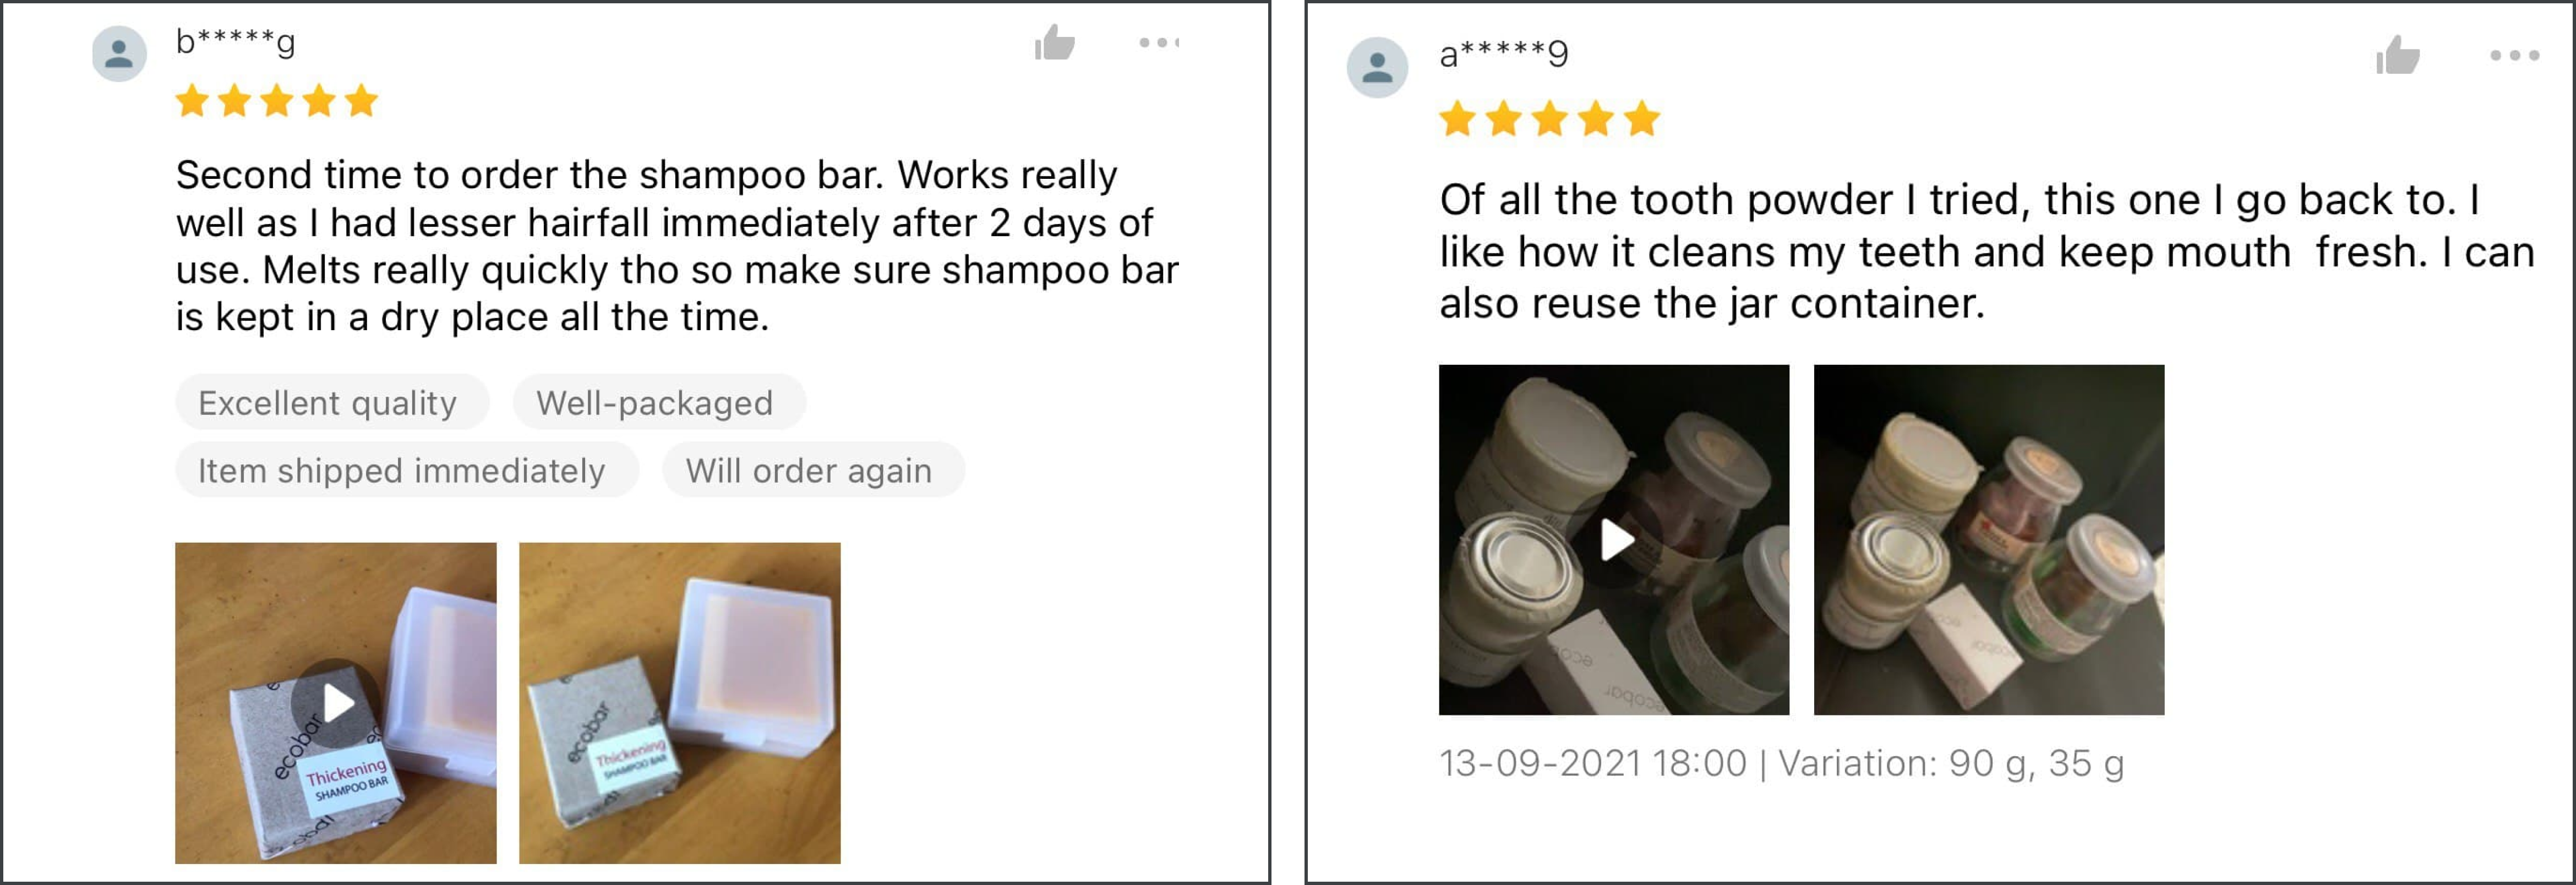 b*****g
Second time to order the shampoo bar. Works really
well as I had lesser hairfall immediately after 2 days of
use. Melts really quickly tho so make sure shampoo bar
is kept in a dry place all the time.
Excellent quality
Well-packaged
Item shipped immediately
Will order again
ecobar
Thickening
SHAMPOO BAR
ecobar
Thickening
SHAMPOO BAR
a*****9
Of all the tooth powder I tried, this one I go back to. I
like how it cleans my teeth and keep mouth  fresh. I can
also reuse the jar container.
ecobar
13-09-2021 18:00 | Variation: 90 g, 35 g